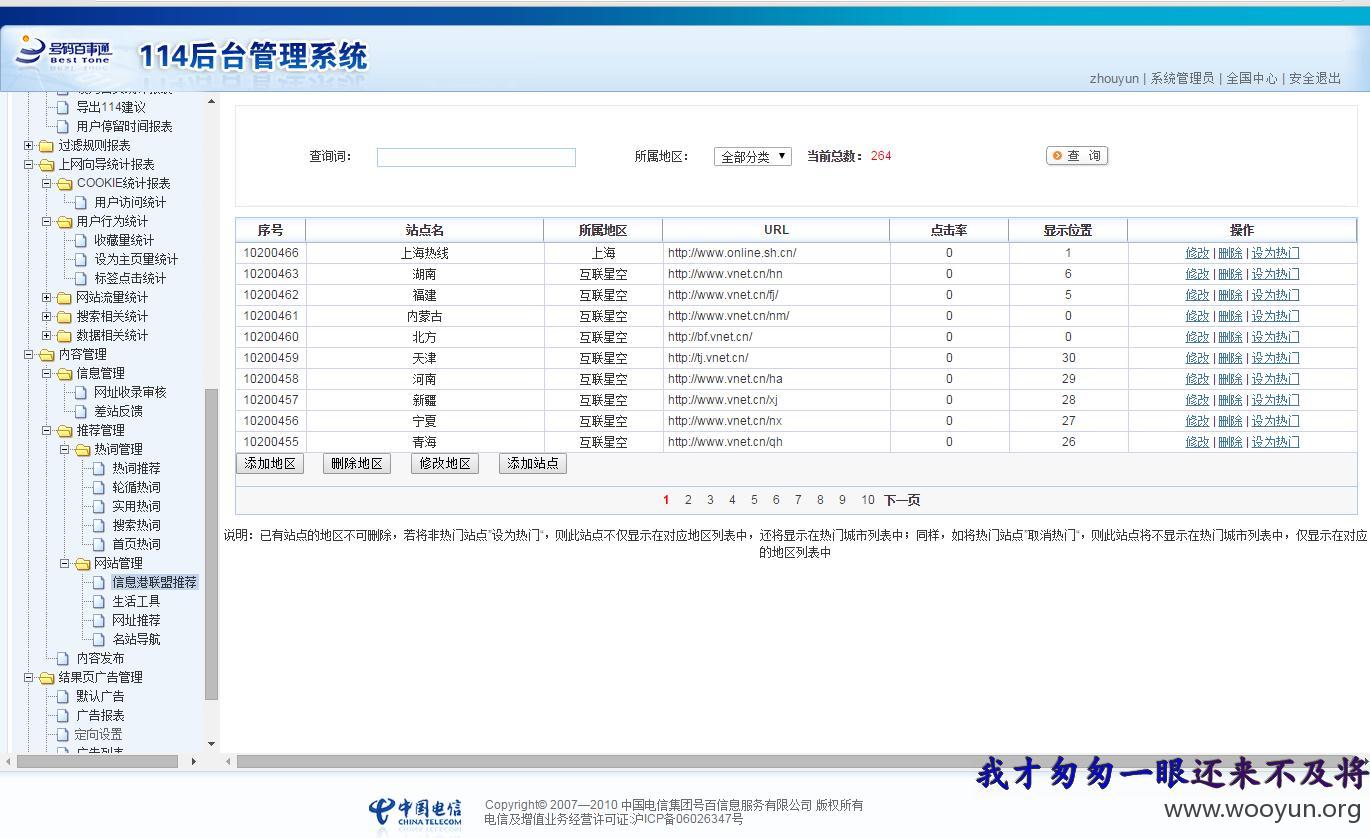 号码百事通
Best Tone
114后台管理系统
zhouyun | 系统管理员 | 全国中心 | 安全退出
导出114建议
用户停留时间报表
过滤规则报表
上网向导统计报表
COOKIE统计报表
用户访问统计
用户行为统计
收藏量统计
设为主页量统计
标签点击统计
网站流量统计
搜索相关统计
数据相关统计
内容管理
信息管理
网址收录审核
差站反馈
推荐管理
热词管理
热词推荐
轮循热词
实用热词
搜索热词
首页热词
网站管理
信息港联盟推荐
生活工具
网址推荐
名站导航
内容发布
结果页广告管理
默认广告
广告报表
定向设置
广告列表
查询词： 所属地区： 全部分类 当前总数：264 查 询
序号 站点名 所属地区 URL 点击率 显示位置 操作
10200466 上海热线 上海 http://www.online.sh.cn/ 0 1 修改 | 删除 | 设为热门
10200463 湖南 互联星空 http://www.vnet.cn/hn 0 6 修改 | 删除 | 设为热门
10200462 福建 互联星空 http://www.vnet.cn/fj/ 0 5 修改 | 删除 | 设为热门
10200461 内蒙古 互联星空 http://www.vnet.cn/nm/ 0 0 修改 | 删除 | 设为热门
10200460 北方 互联星空 http://bf.vnet.cn/ 0 0 修改 | 删除 | 设为热门
10200459 天津 互联星空 http://tj.vnet.cn/ 0 30 修改 | 删除 | 设为热门
10200458 河南 互联星空 http://www.vnet.cn/ha 0 29 修改 | 删除 | 设为热门
10200457 新疆 互联星空 http://www.vnet.cn/xj 0 28 修改 | 删除 | 设为热门
10200456 宁夏 互联星空 http://www.vnet.cn/nx 0 27 修改 | 删除 | 设为热门
10200455 青海 互联星空 http://www.vnet.cn/qh 0 26 修改 | 删除 | 设为热门
添加地区 删除地区 修改地区 添加站点
1 2 3 4 5 6 7 8 9 10 下一页
说明：已有站点的地区不可删除，若将非热门站点"设为热门"，则此站点不仅显示在对应地区列表中，还将显示在热门城市列表中；同样，如将热门站点"取消热门"，则此站点将不显示在热门城市列表中，仅显示在对应
的地区列表中
我才匆匆一眼还来不及将
www.wooyun.org
中国电信
CHINA TELECOM
Copyright© 2007—2010 中国电信集团号百信息服务有限公司 版权所有
电信及增值业务经营许可证:沪ICP备06026347号